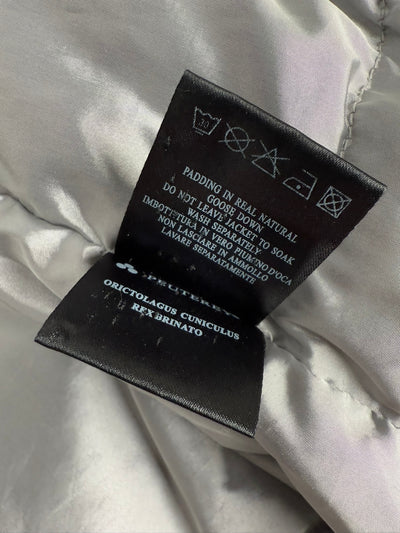 30
PADDING IN REAL NATURAL
GOOSE DOWN
DO NOT LEAVE JACKET TO SOAK
WASH SEPARATELY
IMBOTTITURA IN VERO PIUMINO D'OCA
NON LASCIARE IN AMMOLLO
LAVARE SEPARATAMENTE
PEUTEREY
ORICTOLAGUS CUNICULUS
REX BRINATO